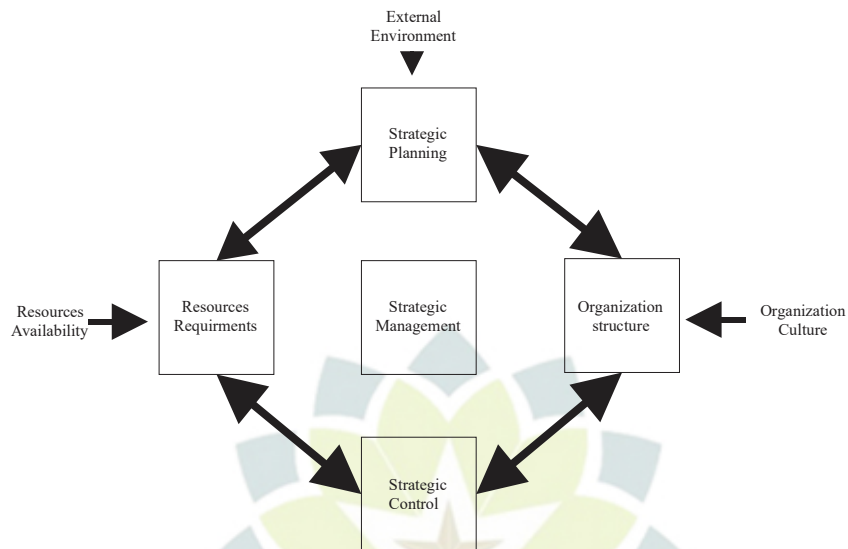 External
Environment
Strategic
Planning
Resources
Availability
Resources
Requirments
Strategic
Management
Organization
structure
Organization
Culture
Strategic
Control